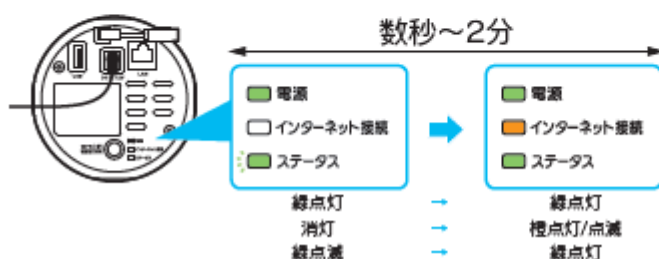 数秒～2分
電源
インターネット接続
ステータス
電源
インターネット接続
ステータス
緑点灯 → 緑点灯
消灯 → 橙点灯/点滅
緑点滅 → 緑点灯